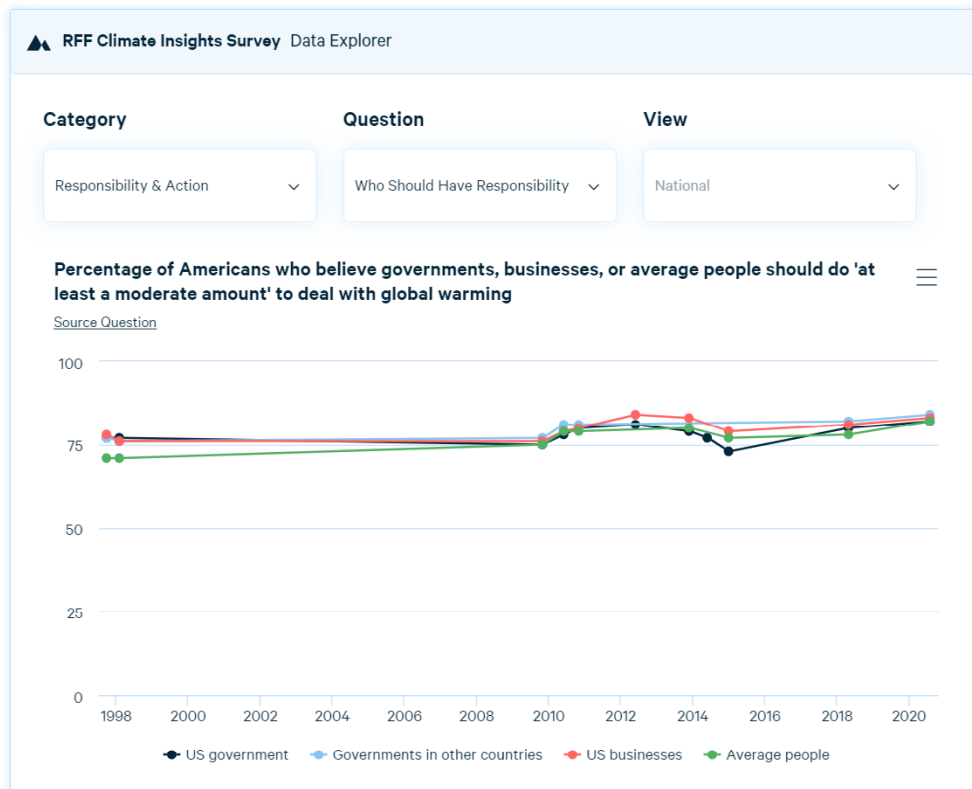 RFF Climate Insights Survey Data Explorer
Category
Question
View
Responsibility & Action
Who Should Have Responsibility
National
Percentage of Americans who believe governments, businesses, or average people should do 'at
least a moderate amount' to deal with global warming
Source Question
100
75
50
25
0
1998 2000 2002 2004 2006 2008 2010 2012 2014 2016 2018 2020
US government Governments in other countries US businesses Average people